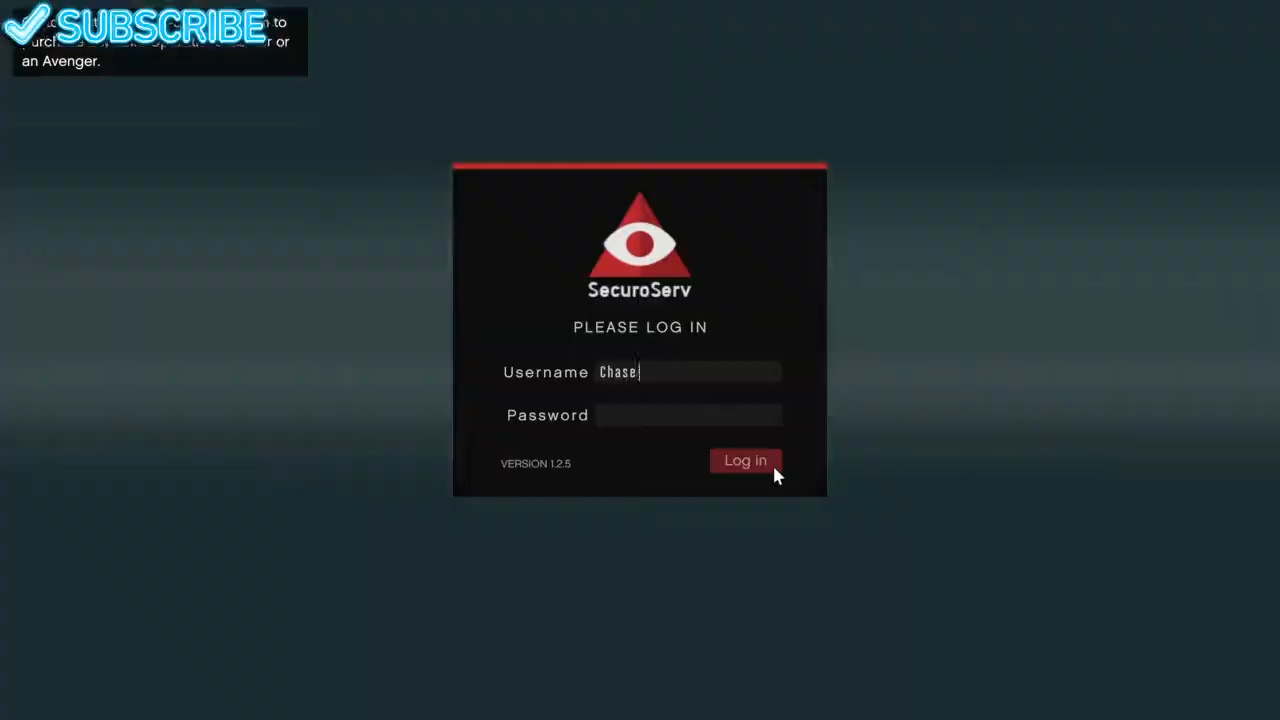 SUBSCRIBE
to
or
an Avenger.
SecuroServ
PLEASE LOG IN
Username Chase
Password
VERSION 1.2.5
Log in